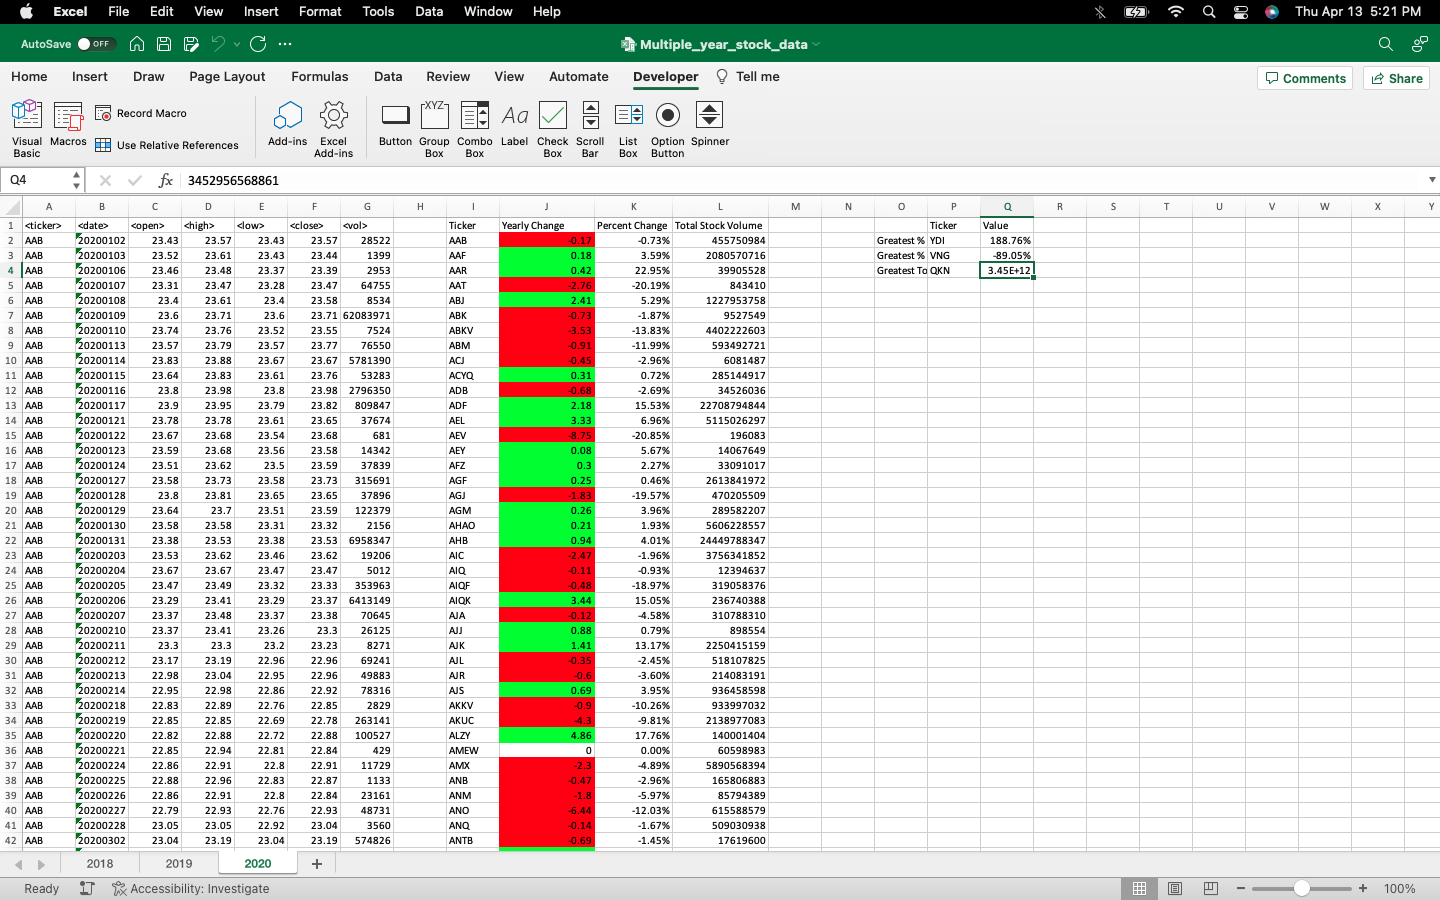 Excel File Edit View Insert Format Tools Data Window Help Thu Apr 13 5:21 PM
AutoSave OFF Multiple_year_stock_data
Home Insert Draw Page Layout Formulas Data Review View Automate Developer Tell me Comments Share
Visual Basic Macros Record Macro Use Relative References Add-ins Excel Add-ins Button Group Box Combo Box Label Check Box Scroll Bar List Box Option Button Spinner
XYZ Aa
Q4 fx 3452956568861
A B C D E F G H I J K L M N O P Q R S T U V W X Y
1 <ticker> <date> <open> <high> <low> <close> <vol> Ticker Yearly Change Percent Change Total Stock Volume Ticker Value
2 AAB 20200102 23.43 23.57 23.43 23.57 28522 AAB -0.17 -0.73% 455750984 Greatest % YDI 188.76%
3 AAB 20200103 23.52 23.61 23.43 23.44 1399 AAF 0.18 3.59% 2080570716 Greatest % VNG -89.05%
4 AAB 20200106 23.46 23.48 23.37 23.39 2953 AAR 0.42 22.95% 39905528 Greatest To QKN 3.45E+12
5 AAB 20200107 23.31 23.47 23.28 23.47 64755 AAT -2.76 -20.19% 843410
6 AAB 20200108 23.4 23.61 23.4 23.58 8534 ABJ 2.41 5.29% 1227953758
7 AAB 20200109 23.6 23.71 23.6 23.71 62083971 ABK -0.73 -1.87% 9527549
8 AAB 20200110 23.74 23.76 23.52 23.55 7524 ABKV -3.53 -13.83% 4402222603
9 AAB 20200113 23.57 23.79 23.57 23.77 76550 ABM -0.91 -11.99% 593492721
10 AAB 20200114 23.83 23.88 23.67 23.67 5781390 ACJ -0.45 -2.96% 6081487
11 AAB 20200115 23.64 23.83 23.61 23.76 53283 ACYQ 0.31 0.72% 285144917
12 AAB 20200116 23.8 23.98 23.8 23.98 2796350 ADB -0.68 -2.69% 34526036
13 AAB 20200117 23.9 23.95 23.79 23.82 809847 ADF 2.18 15.53% 22708794844
14 AAB 20200121 23.78 23.78 23.61 23.65 37674 AEL 3.33 6.96% 5115026297
15 AAB 20200122 23.67 23.68 23.54 23.68 681 AEV -8.75 -20.85% 196083
16 AAB 20200123 23.59 23.68 23.56 23.58 14342 AEY 0.08 5.67% 14067649
17 AAB 20200124 23.51 23.62 23.5 23.59 37839 AFZ 0.3 2.27% 33091017
18 AAB 20200127 23.58 23.73 23.58 23.73 315691 AGF 0.25 0.46% 2613841972
19 AAB 20200128 23.8 23.81 23.65 23.65 37896 AGJ -1.83 -19.57% 470205509
20 AAB 20200129 23.64 23.7 23.51 23.59 122379 AGM 0.26 3.96% 289582207
21 AAB 20200130 23.58 23.58 23.31 23.32 2156 AHAO 0.21 1.93% 5606228557
22 AAB 20200131 23.38 23.53 23.38 23.53 6958347 AHB 0.94 4.01% 24449788347
23 AAB 20200203 23.53 23.62 23.46 23.62 19206 AIC -2.47 -1.96% 3756341852
24 AAB 20200204 23.67 23.67 23.47 23.47 5012 AIQ -0.11 -0.93% 12394637
25 AAB 20200205 23.47 23.49 23.32 23.33 353963 AIQF -0.48 -18.97% 319058376
26 AAB 20200206 23.29 23.41 23.29 23.37 6413149 AIQK 3.44 15.05% 236740388
27 AAB 20200207 23.37 23.48 23.37 23.38 70645 AJA -0.12 -4.58% 310788310
28 AAB 20200210 23.37 23.41 23.26 23.3 26125 AJJ 0.88 0.79% 898554
29 AAB 20200211 23.3 23.3 23.2 23.23 8271 AJK 1.41 13.17% 2250415159
30 AAB 20200212 23.17 23.19 22.96 22.96 69241 AJL -0.35 -2.45% 518107825
31 AAB 20200213 22.98 23.04 22.95 22.96 49883 AJR -0.6 -3.60% 214083191
32 AAB 20200214 22.95 22.98 22.86 22.92 78316 AJS 0.69 3.95% 936458598
33 AAB 20200218 22.83 22.89 22.76 22.85 2829 AKKV -0.9 -10.26% 933997032
34 AAB 20200219 22.85 22.85 22.69 22.78 263141 AKUC -4.3 -9.81% 2138977083
35 AAB 20200220 22.82 22.88 22.72 22.88 100527 ALZY 4.86 17.76% 140001404
36 AAB 20200221 22.85 22.94 22.81 22.84 429 AMEW 0 0.00% 60598983
37 AAB 20200224 22.86 22.91 22.8 22.91 11729 AMX -2.3 -4.89% 5890568394
38 AAB 20200225 22.88 22.96 22.83 22.87 1133 ANB -0.47 -2.96% 165806883
39 AAB 20200226 22.86 22.91 22.8 22.84 23161 ANM -1.8 -5.97% 85794389
40 AAB 20200227 22.79 22.93 22.76 22.93 48731 ANO -6.44 -12.03% 615588579
41 AAB 20200228 23.05 23.05 22.92 23.04 3560 ANQ -0.14 -1.67% 509030938
42 AAB 20200302 23.04 23.19 23.04 23.19 574826 ANTB -0.69 -1.45% 17619600
2018 2019 2020 +
Ready Accessibility: Investigate - + 100%